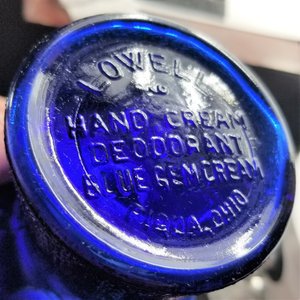 LOWELL
&
HAND CREAM
DEODORANT
BLUE GEM CREAM
PIQUA, OHIO